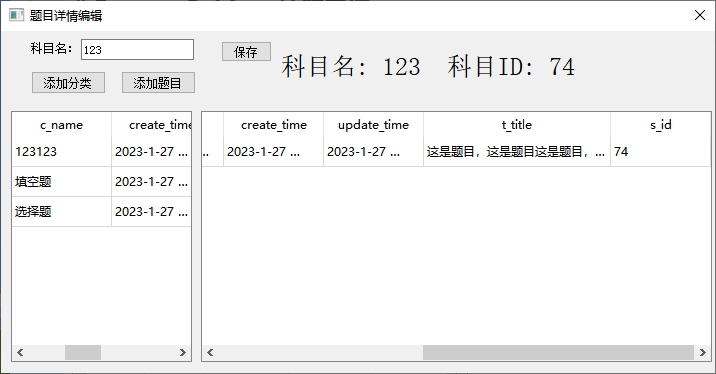 题目详情编辑
科目名： 123 保存
科目名: 123 科目ID: 74
添加分类 添加题目
c_name create_time create_time update_time t_title s_id
123123 2023-1-27 ... .. 2023-1-27 ... 2023-1-27 ... 这是题目，这是题目这是题目，... 74
填空题 2023-1-27 ...
选择题 2023-1-27 ...